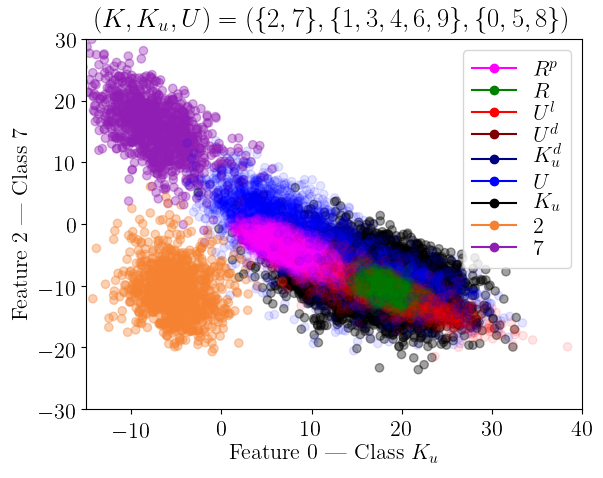 (K, K_u, U) = ({2, 7}, {1, 3, 4, 6, 9}, {0, 5, 8})
30
20
10
0
−10
−20
−30
Feature 2 — Class 7
R^p
R
U^l
U^d
K_u^d
U
K_u
2
7
−10
0
10
20
30
40
Feature 0 — Class K_u